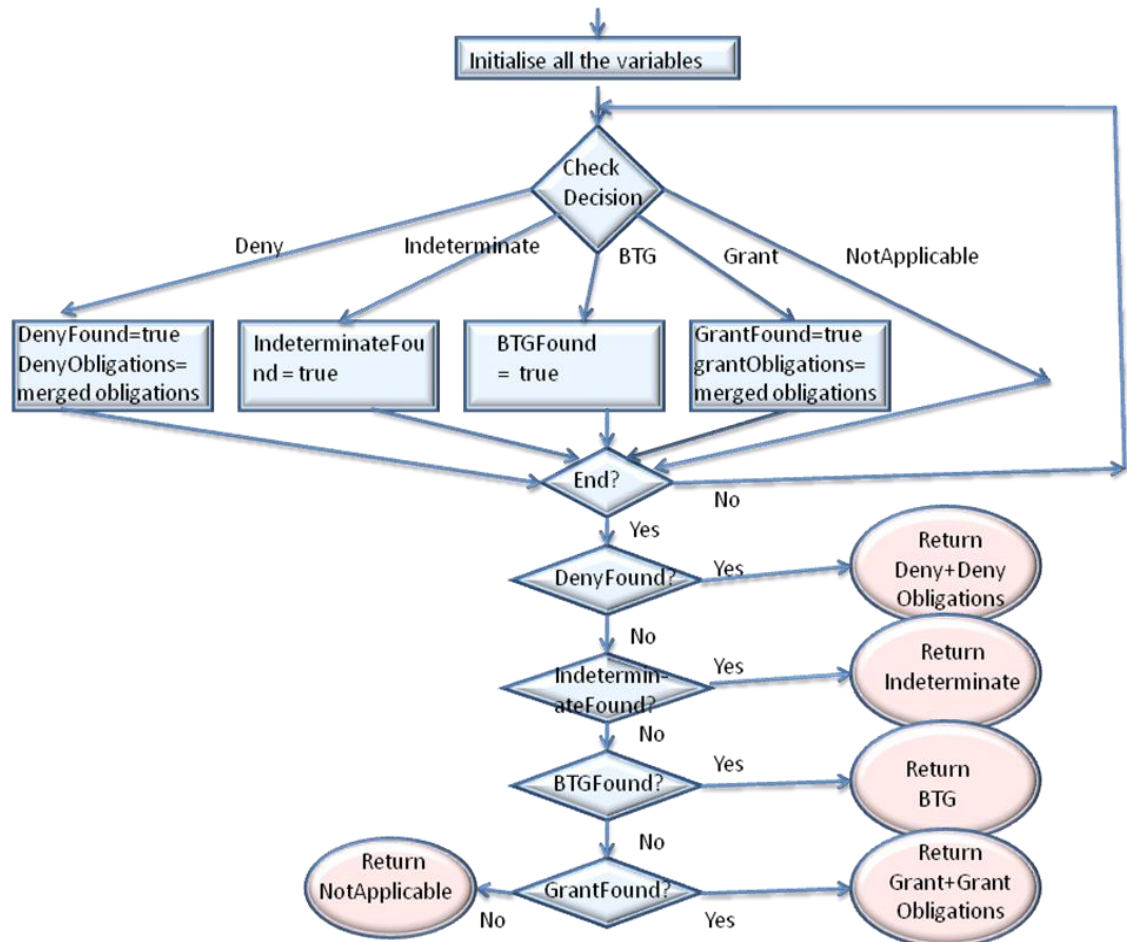 Initialise all the variables
Check
Decision
Deny
Indeterminate
BTG
Grant
NotApplicable
DenyFound=true
DenyObligations=
merged obligations
IndeterminateFou
nd = true
BTGFound
= true
GrantFound=true
grantObligations=
merged obligations
End?
No
Yes
DenyFound?
Yes
Return
Deny+Deny
Obligations
No
Indetermin-
ateFound?
Yes
Return
Indeterminate
No
BTGFound?
Yes
Return
BTG
No
GrantFound?
Yes
Return
Grant+Grant
Obligations
No
Return
NotApplicable